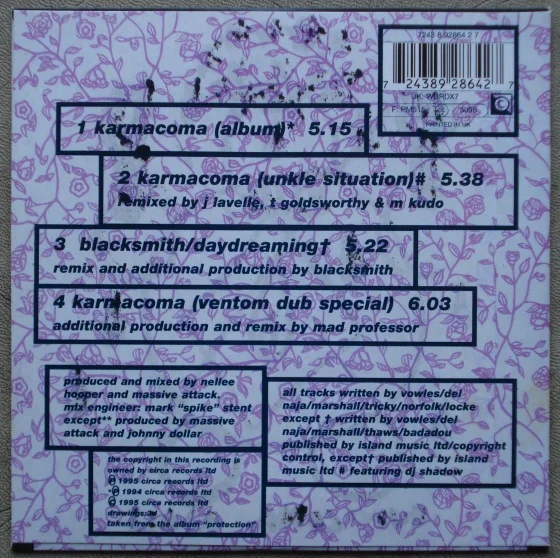 7243 8 92864 2 7
7 24389 28642 7
UK: WBRDX7
PRINTED IN UK
1 karmacoma (album)* 5.15
2 karmacoma (unkle situation)# 5.38
remixed by j lavelle, t goldsworthy & m kudo
3 blacksmith/daydreaming† 5.22
remix and additional production by blacksmith
4 karmacoma (ventom dub special) 6.03
additional production and remix by mad professor
produced and mixed by nellee
hooper and massive attack.
mix engineer: mark "spike" stent
except** produced by massive
attack and johnny dollar
all tracks written by vowles/del
naja/marshall/tricky/norfolk/locke
except † written by vowles/del
naja/marshall/thaws/badadou
published by island music ltd/copyright
control, except† published by island
music ltd # featuring dj shadow
the copyright in this recording is
owned by circa records ltd
℗ 1995 circa records ltd
*℗ 1994 circa records ltd
© 1995 circa records ltd
drawings:3d
taken from the album "protection"